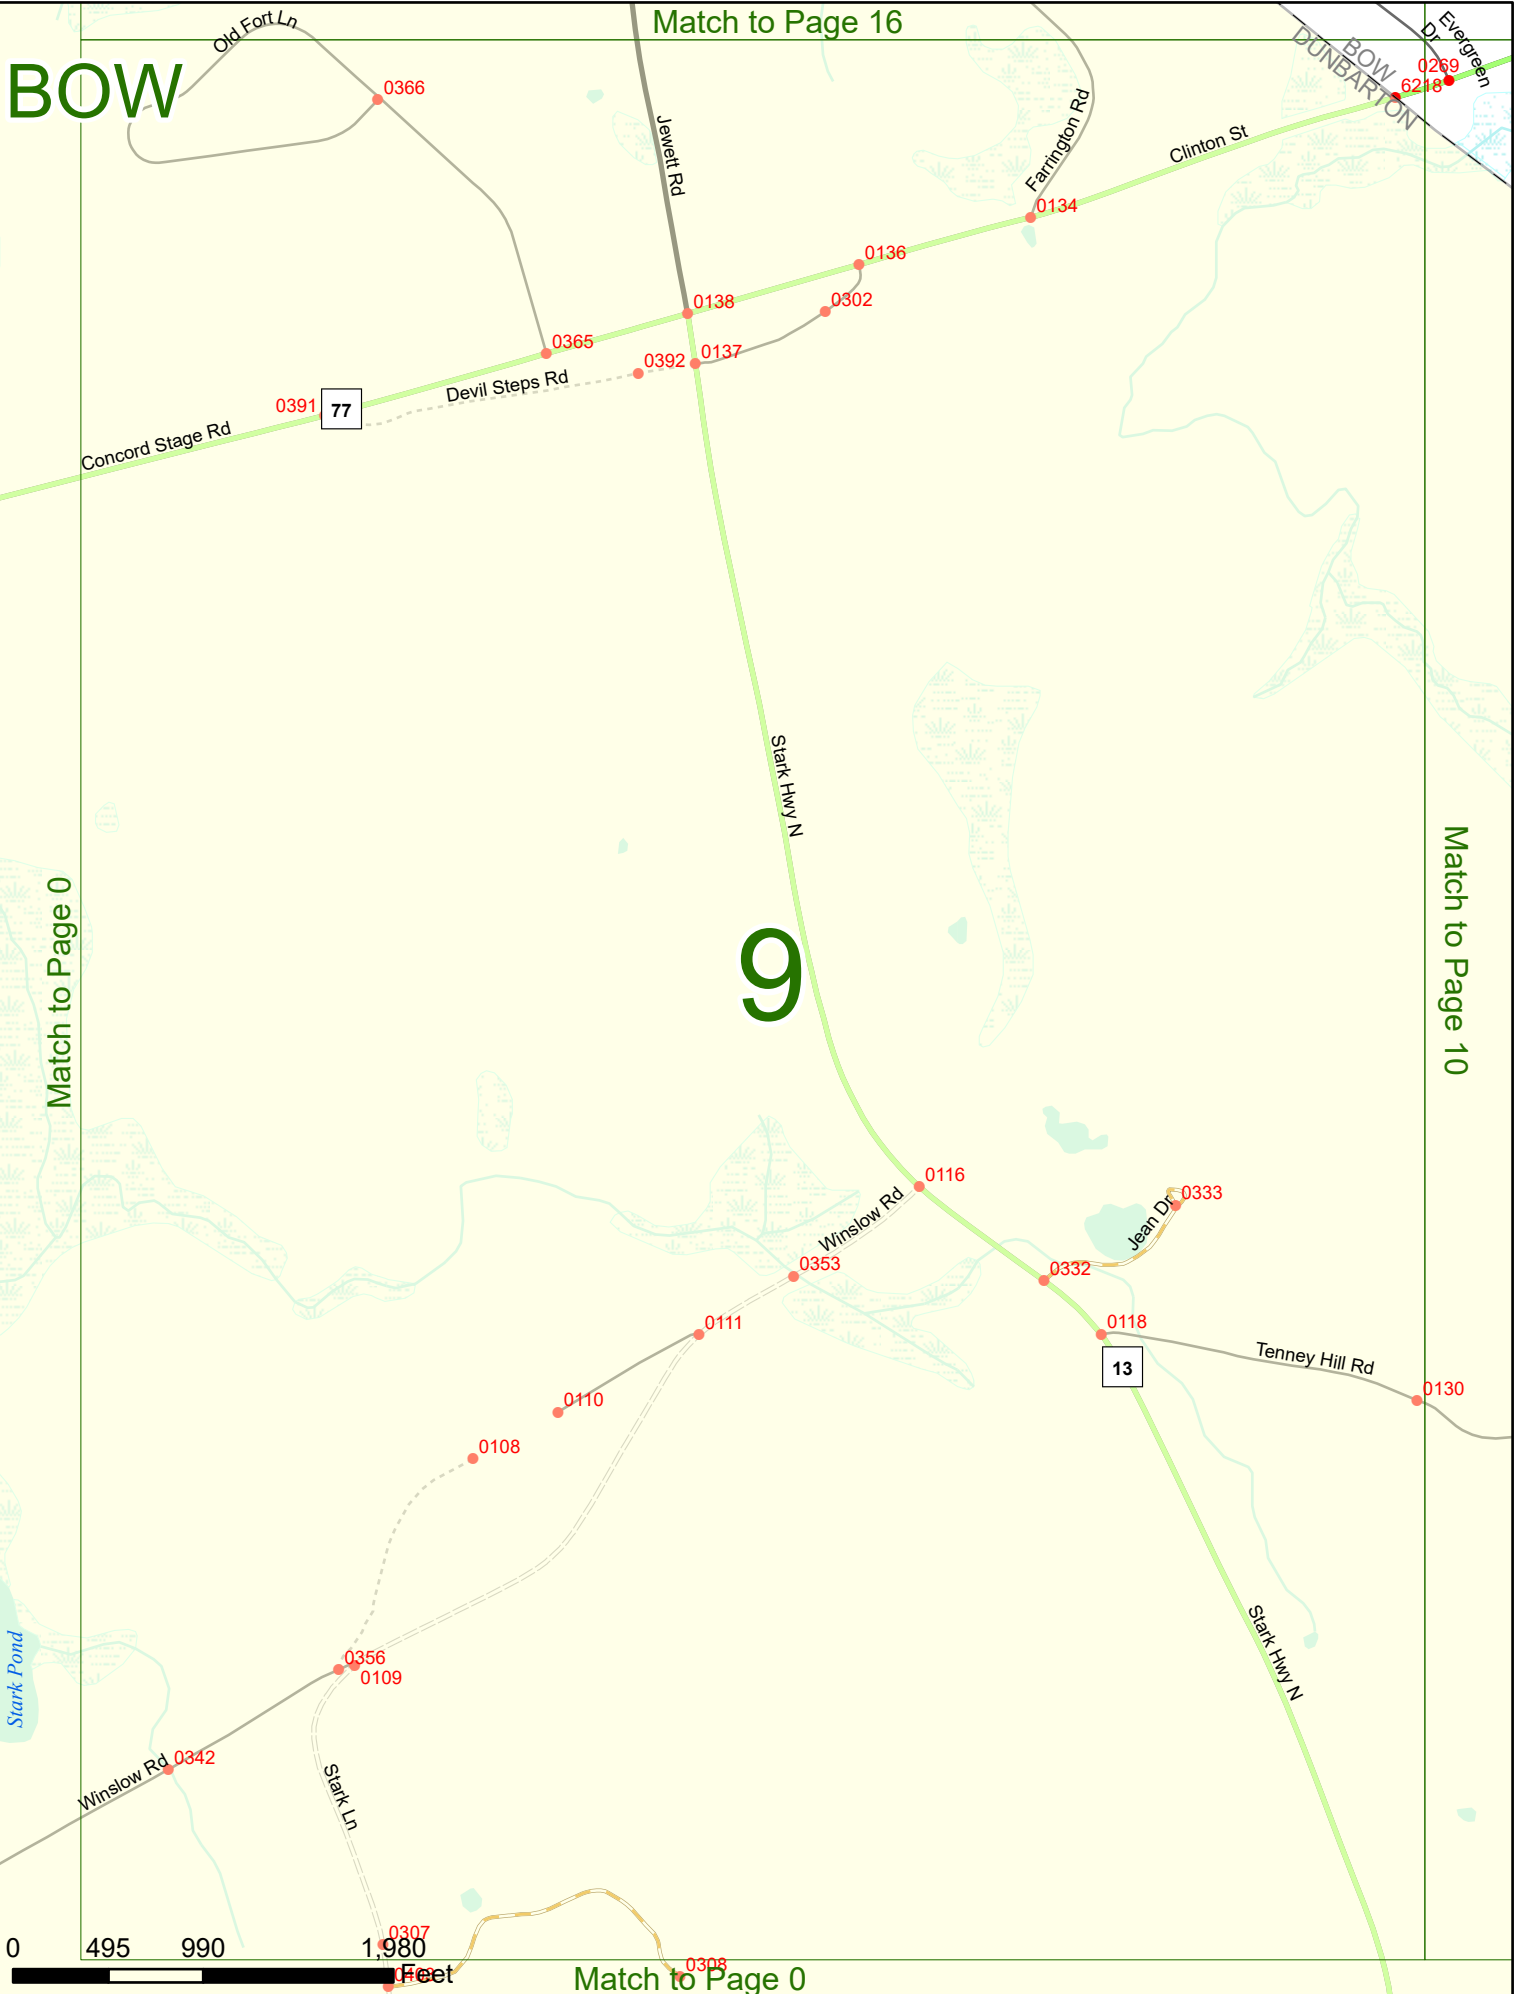 Match to Page 16
Old Fort Ln
Evergreen
Dr
BOW
DUNBARTON
0269
6218
BOW
0366
Jewett Rd
Farrington Rd
Clinton St
0134
0136
0302
0138
0137
0365
0392
Devil Steps Rd
0391
77
Concord Stage Rd
Stark Hwy N
Match to Page 0
9
Match to Page 10
0116
Winslow Rd
0333
Jean Dr
0353
0332
0111
0118
13
Tenney Hill Rd
0130
0110
0108
Stark Hwy N
Stark Pond
0356
0109
0342
Winslow Rd
Stark Ln
0307
0 495 990 1,980
Feet
0308
Match to Page 0